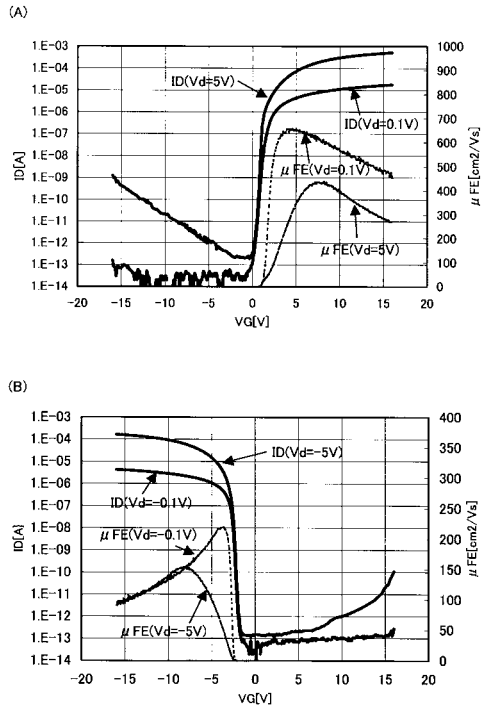 (A)
1.E-03
1.E-04
1.E-05
1.E-06
1.E-07
1.E-08
1.E-09
1.E-10
1.E-11
1.E-12
1.E-13
1.E-14
ID[A]
ID(Vd=5V)
ID(Vd=0.1V)
μFE(Vd=0.1V)
μFE(Vd=5V)
1000
900
800
700
600
500
400
300
200
100
0
μFE[cm2/Vs]
-20 -15 -10 -5 0 5 10 15 20
VG[V]
(B)
1.E-03
1.E-04
1.E-05
1.E-06
1.E-07
1.E-08
1.E-09
1.E-10
1.E-11
1.E-12
1.E-13
1.E-14
ID[A]
ID(Vd=-5V)
ID(Vd=-0.1V)
μFE(Vd=-0.1V)
μFE(Vd=-5V)
400
350
300
250
200
150
100
50
0
μFE[cm2/Vs]
-20 -15 -10 -5 0 5 10 15 20
VG[V]